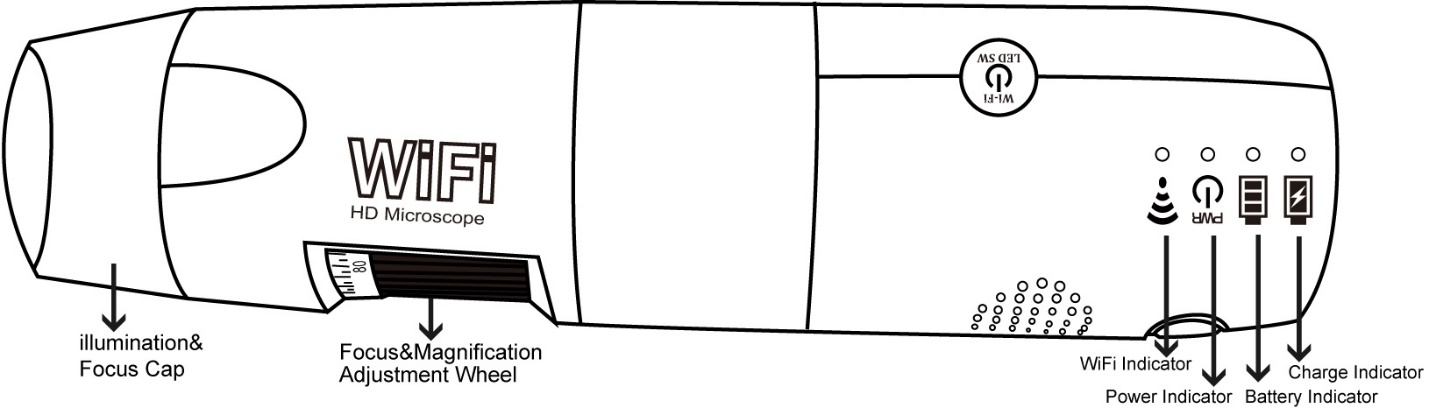 LED SW
Wi-Fi
WiFi
HD Microscope
PWR
80
illumination&
Focus Cap
Focus&Magnification
Adjustment Wheel
WiFi Indicator
Power Indicator
Battery Indicator
Charge Indicator